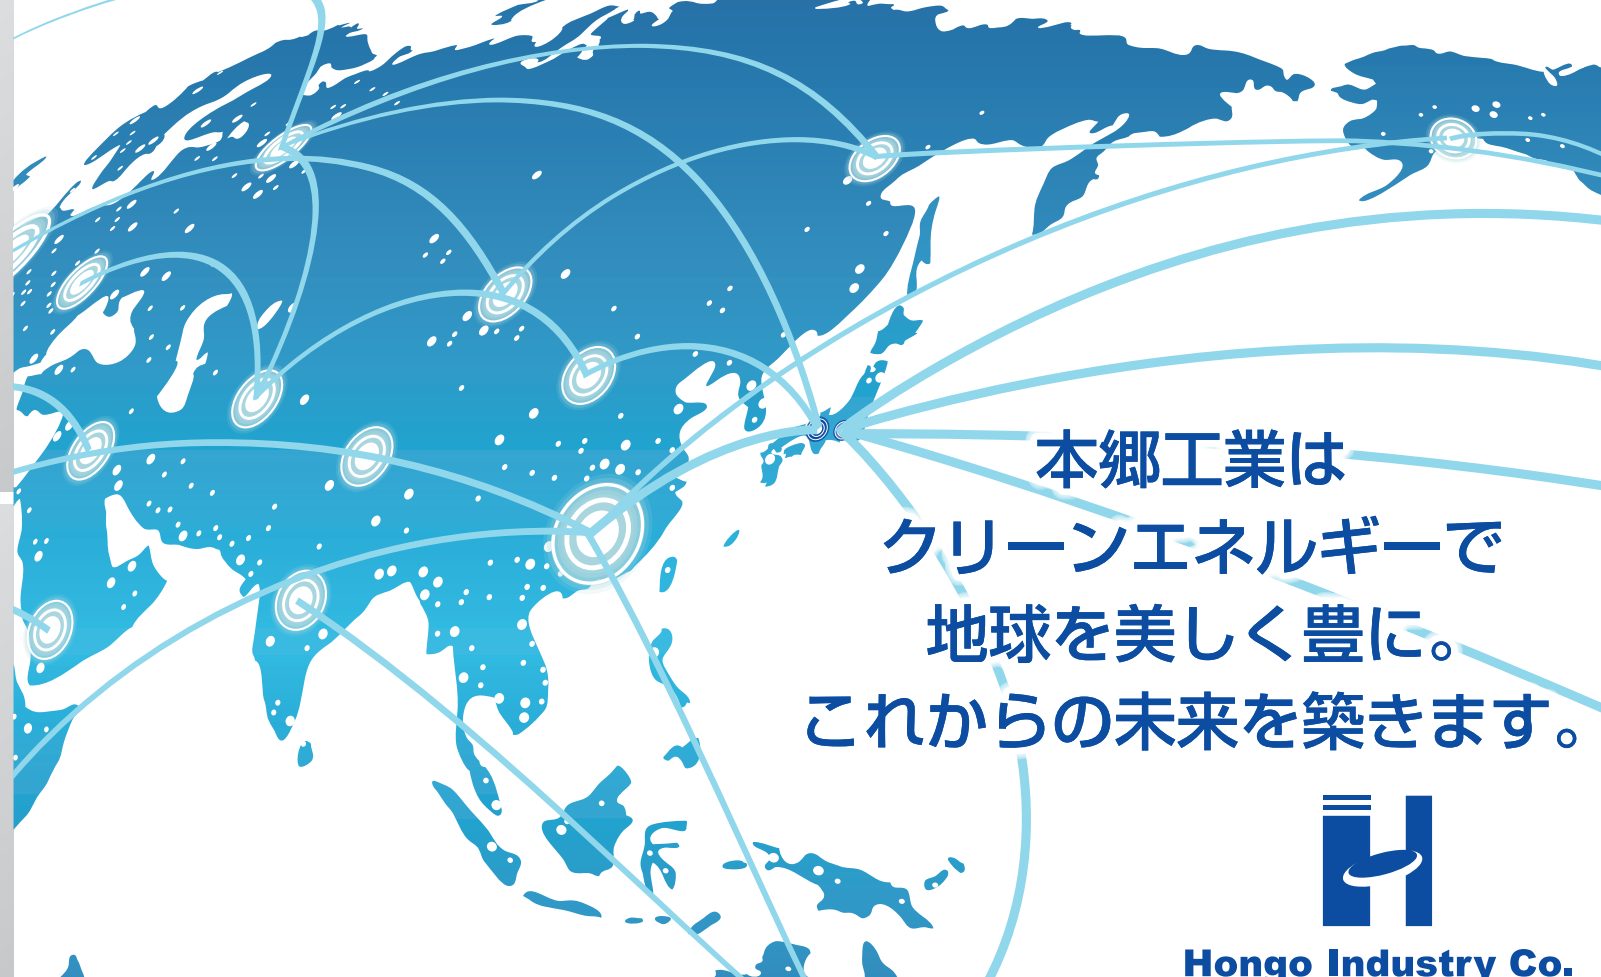 本郷工業は
クリーンエネルギーで
地球を美しく豊に。
これからの未来を築きます。
Hongo Industry Co.